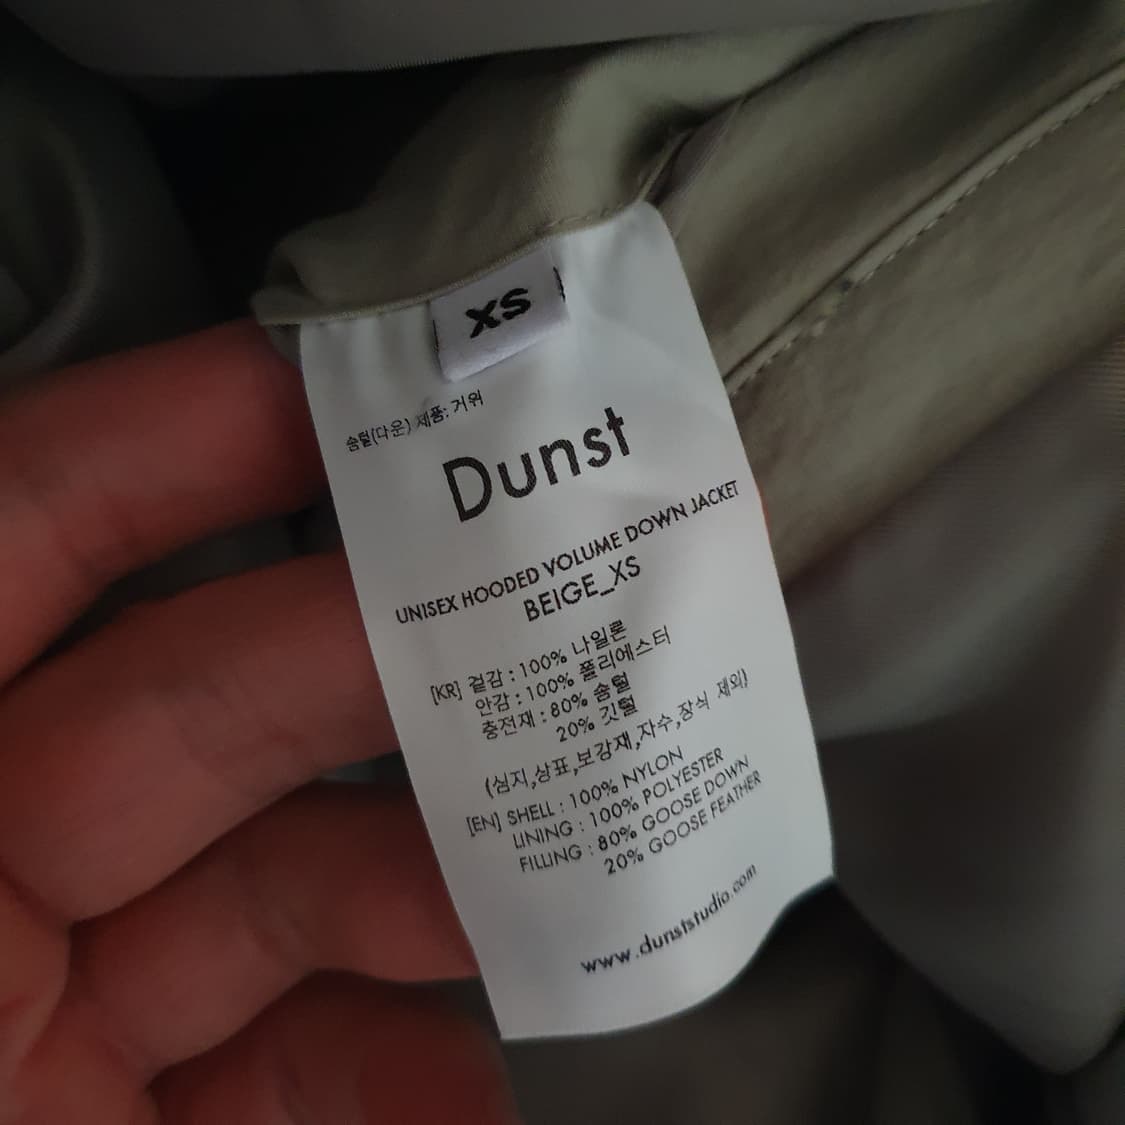 XS
솜털(다운) 제품: 거위
Dunst
UNISEX HOODED VOLUME DOWN JACKET
BEIGE_XS
[KR] 겉감 : 100% 나일론
안감 : 100% 폴리에스터
충전재 : 80% 솜털
20% 깃털
(심지,상표,보강재,자수,장식 제외)
[EN] SHELL : 100% NYLON
LINING : 100% POLYESTER
FILLING : 80% GOOSE DOWN
20% GOOSE FEATHER
www.dunststudio.com